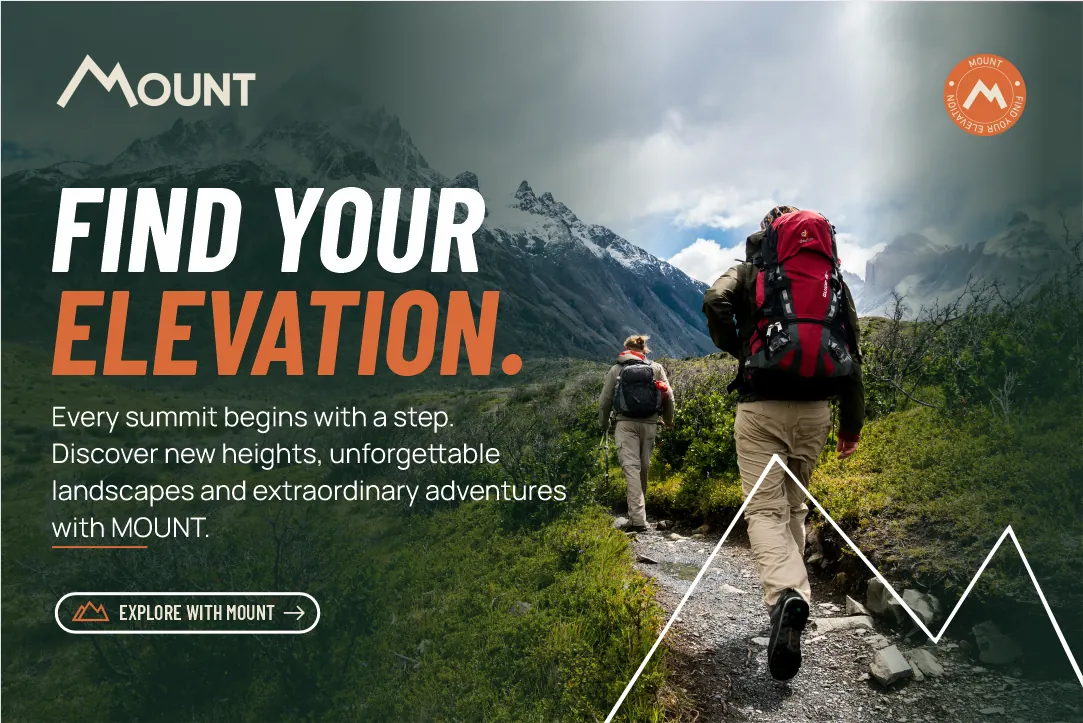 MOUNT
MOUNT
FIND YOUR ELEVATION
FIND YOUR
ELEVATION.
Every summit begins with a step.
Discover new heights, unforgettable
landscapes and extraordinary adventures
with MOUNT.
EXPLORE WITH MOUNT